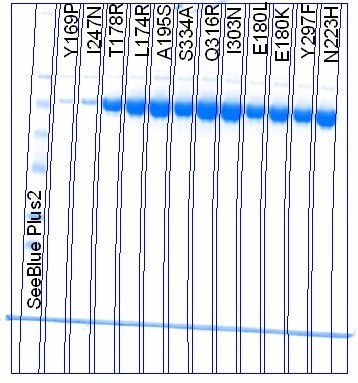 SeeBlue Plus2
Y169P
I247N
T178R
L174R
A195S
S334A
Q316R
I303N
E180L
E180K
Y297F
N223H